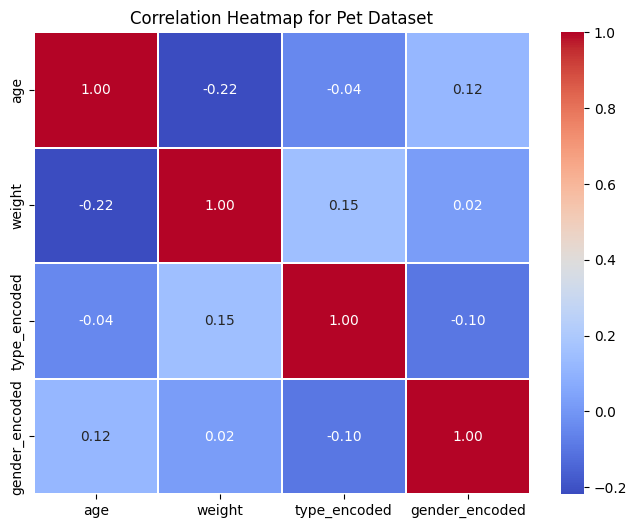 Correlation Heatmap for Pet Dataset
age 1.00 -0.22 -0.04 0.12
weight -0.22 1.00 0.15 0.02
type_encoded -0.04 0.15 1.00 -0.10
gender_encoded 0.12 0.02 -0.10 1.00
age weight type_encoded gender_encoded
1.0
0.8
0.6
0.4
0.2
0.0
-0.2